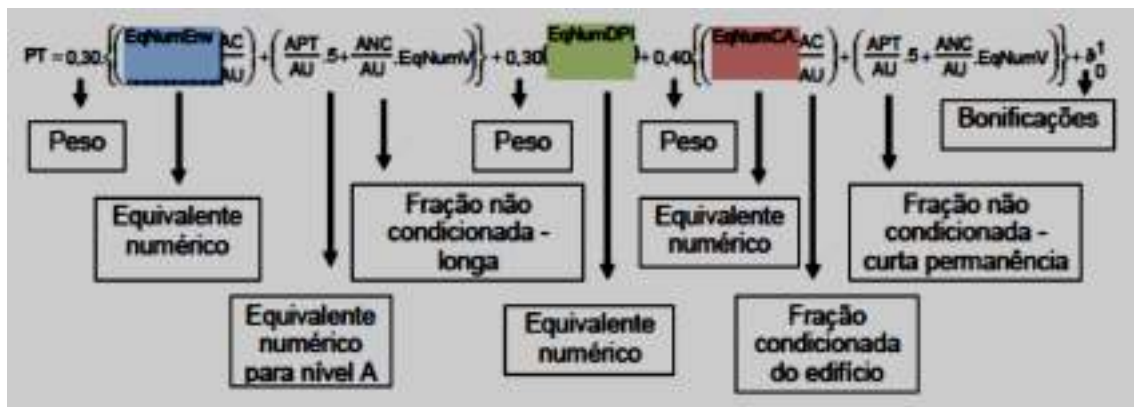 PT = 0,30.{(EqNumEnv.AC/AU)+(APT/AU.5+ANC/AU.EqNumV)}+0,30(EqNumDPI)+0,40.{(EqNumCA.AC/AU)+(APT/AU.5+ANC/AU.EqNumV)}+a 1 0
Peso
Peso
Peso
Bonificações
Equivalente
numérico
Fração não
condicionada -
longa
Equivalente
numérico
Fração não
condicionada -
curta permanência
Equivalente
numérico
para nível A
Equivalente
numérico
Fração
condicionada
do edifício